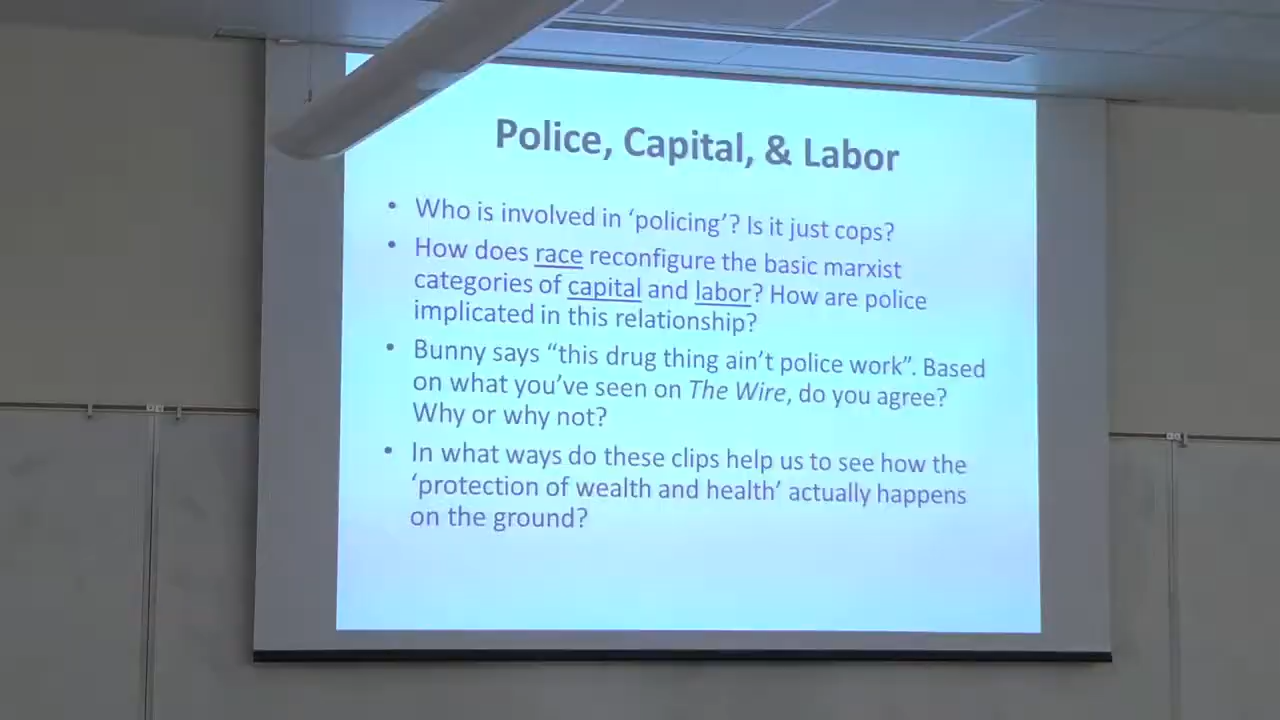 Police, Capital, & Labor
• Who is involved in ‘policing’? Is it just cops?
• How does race reconfigure the basic marxist
categories of capital and labor? How are police
implicated in this relationship?
• Bunny says “this drug thing ain’t police work”. Based
on what you’ve seen on The Wire, do you agree?
Why or why not?
• In what ways do these clips help us to see how the
‘protection of wealth and health’ actually happens
on the ground?